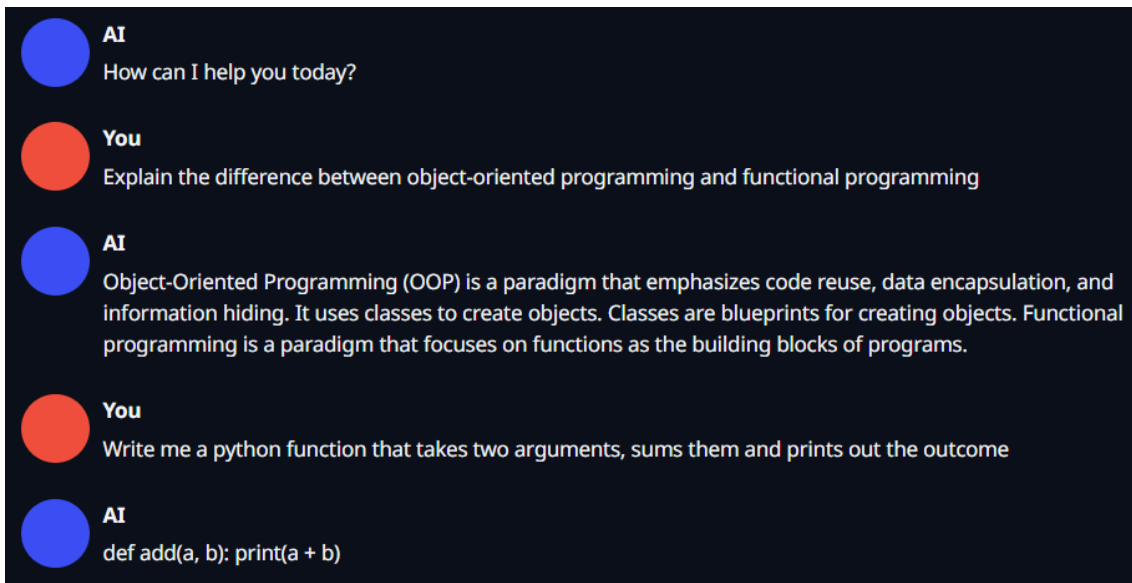 AI
How can I help you today?
You
Explain the difference between object-oriented programming and functional programming
AI
Object-Oriented Programming (OOP) is a paradigm that emphasizes code reuse, data encapsulation, and
information hiding. It uses classes to create objects. Classes are blueprints for creating objects. Functional
programming is a paradigm that focuses on functions as the building blocks of programs.
You
Write me a python function that takes two arguments, sums them and prints out the outcome
AI
def add(a, b): print(a + b)